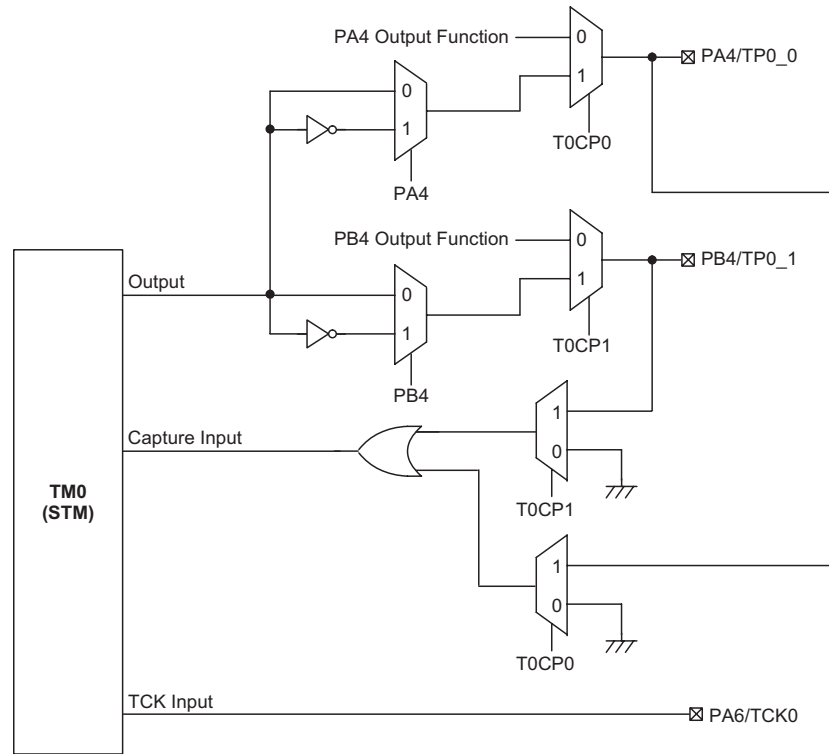 PA4 Output Function
0
1
PA4/TP0_0
T0CP0
0
1
PA4
PB4 Output Function
0
1
PB4/TP0_1
T0CP1
Output
0
1
PB4
Capture Input
1
0
T0CP1
TM0
(STM)
1
0
T0CP0
TCK Input
PA6/TCK0